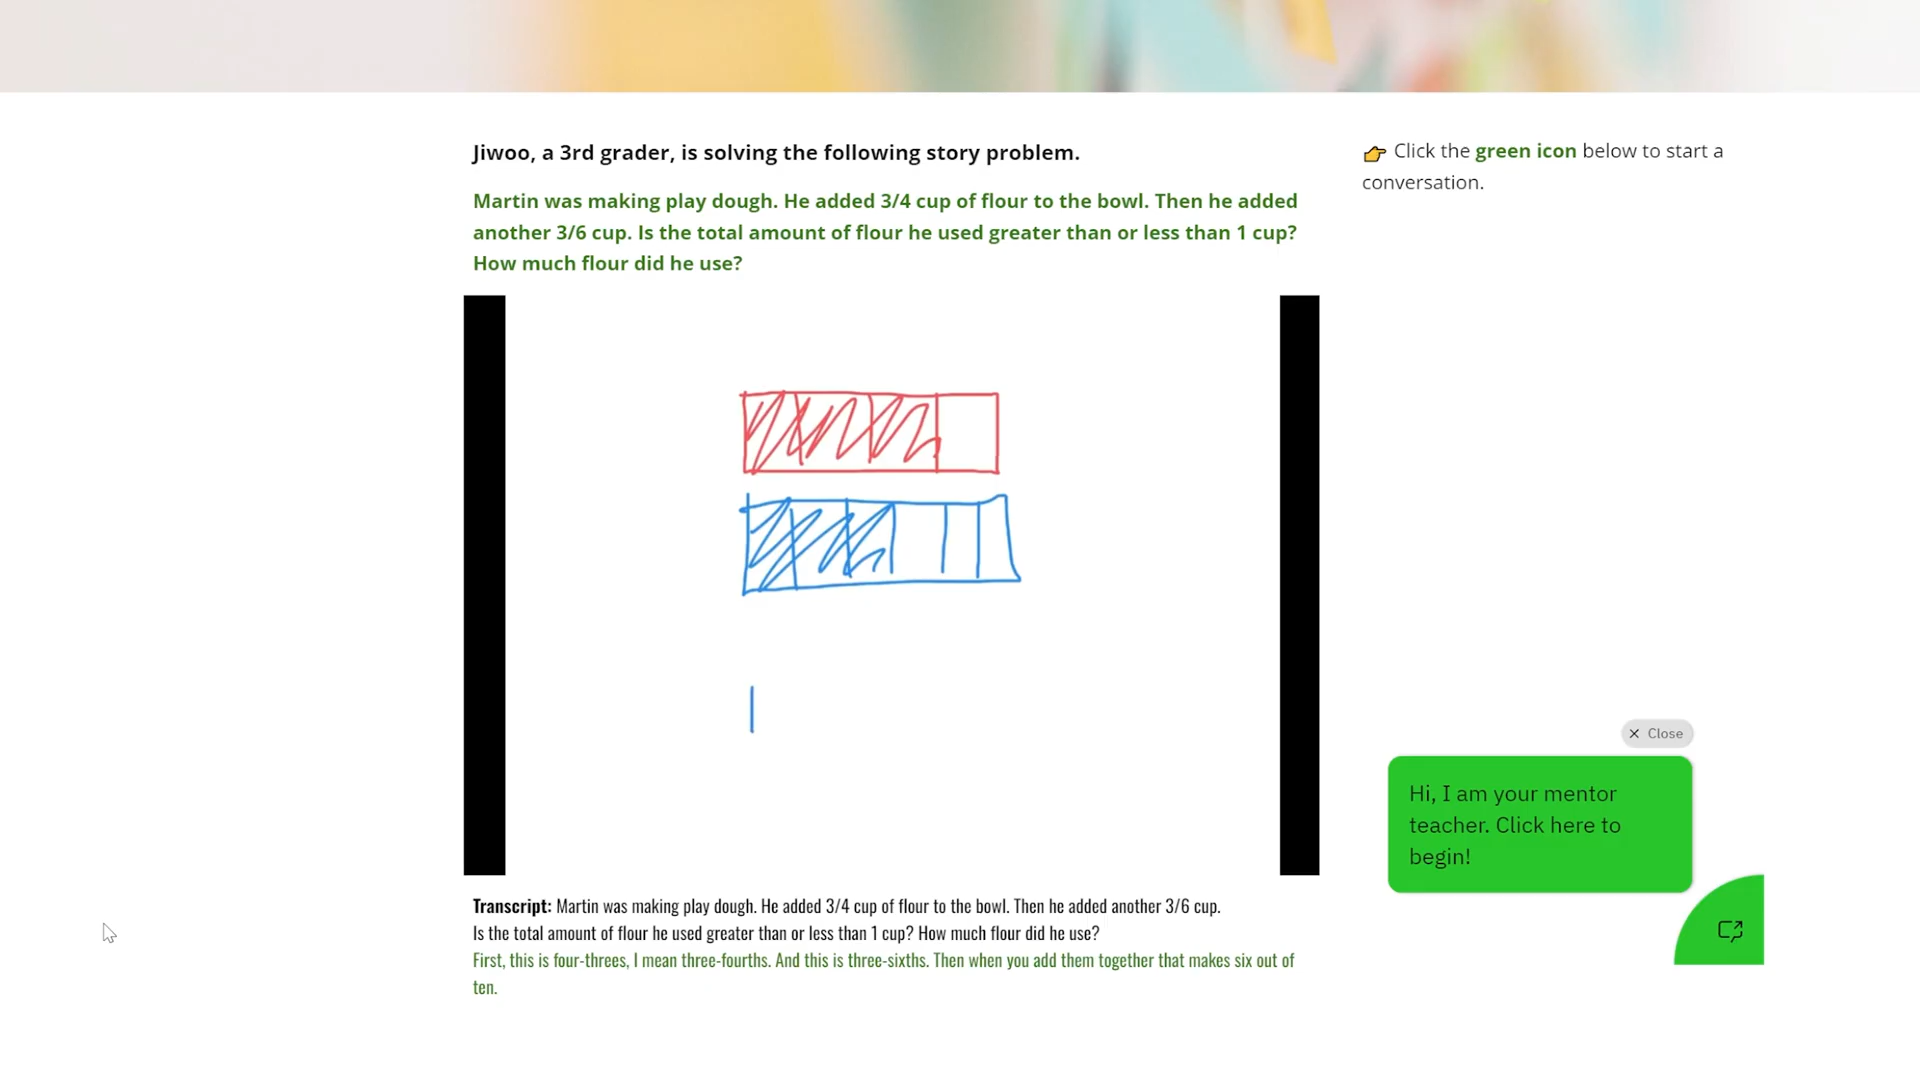 Jiwoo, a 3rd grader, is solving the following story problem.
Martin was making play dough. He added 3/4 cup of flour to the bowl. Then he added
another 3/6 cup. Is the total amount of flour he used greater than or less than 1 cup?
How much flour did he use?
Click the green icon below to start a
conversation.
Close
Hi, I am your mentor
teacher. Click here to
begin!
Transcript: Martin was making play dough. He added 3/4 cup of flour to the bowl. Then he added another 3/6 cup.
Is the total amount of flour he used greater than or less than 1 cup? How much flour did he use?
First, this is four-threes, I mean three-fourths. And this is three-sixths. Then when you add them together that makes six out of
ten.